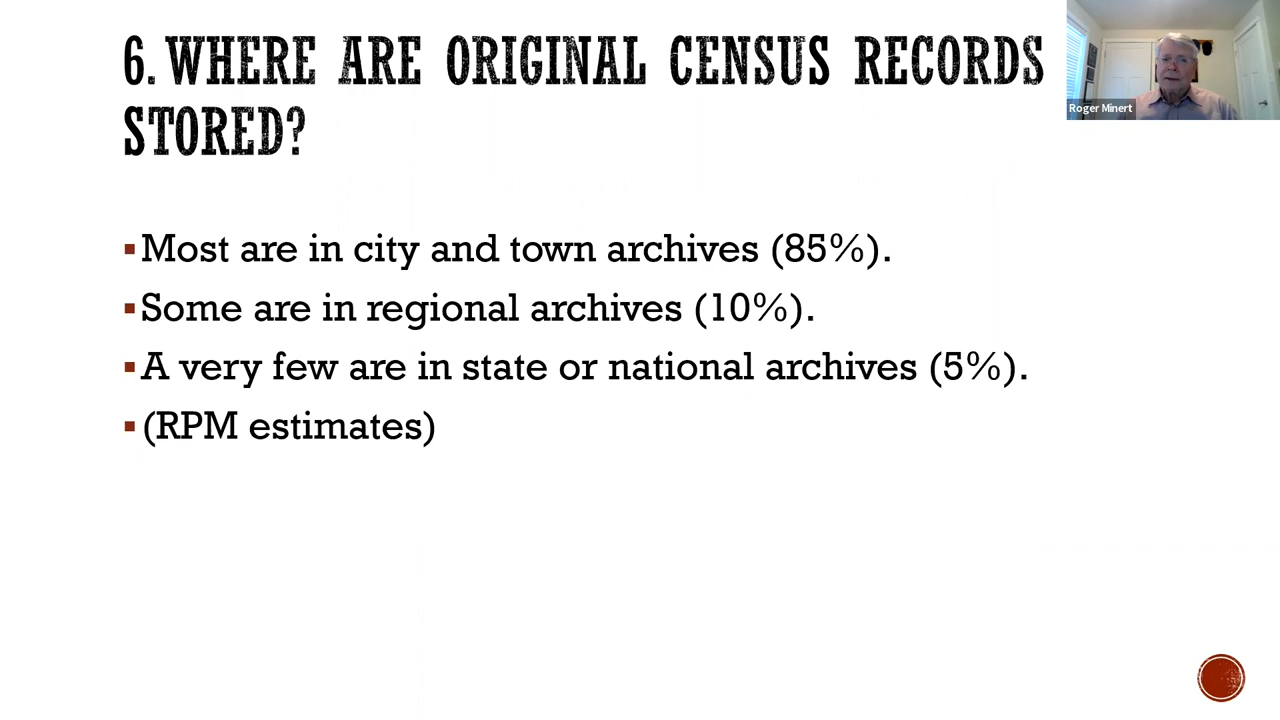 6. WHERE ARE ORIGINAL CENSUS RECORDS
STORED?
Roger Minert
▪Most are in city and town archives (85%).
▪Some are in regional archives (10%).
▪A very few are in state or national archives (5%).
▪(RPM estimates)